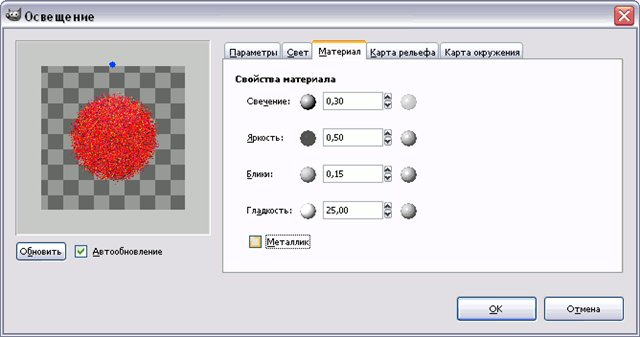 Освещение
Параметры Свет Материал Карта рельефа Карта окружения
Свойства материала
Свечение: 0,30
Яркость: 0,50
Блики: 0,15
Гладкость: 25,00
Металлик
Обновить Автообновление
OK Отмена